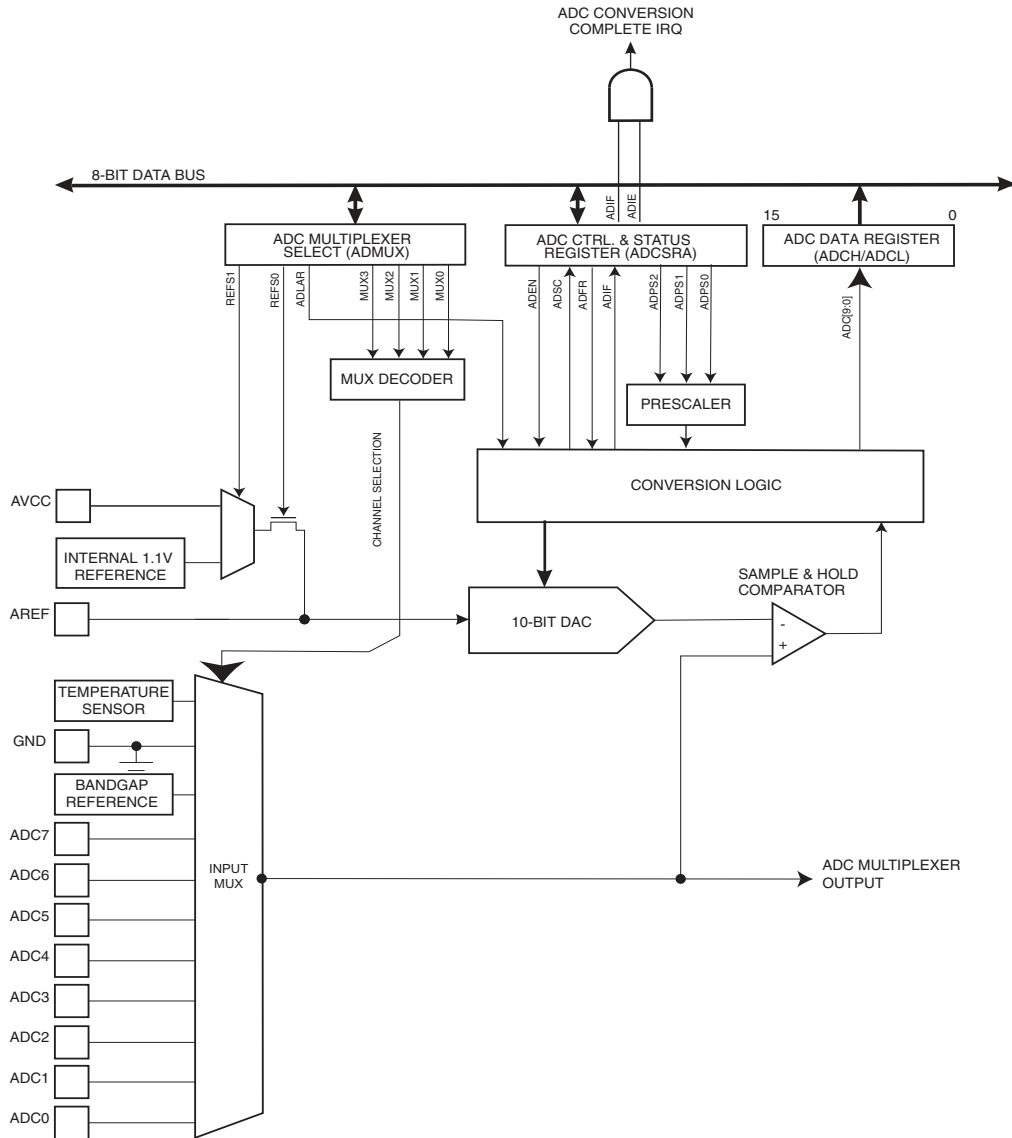 ADC CONVERSION
COMPLETE IRQ
8-BIT DATA BUS
ADIF
ADIE
15
0
ADC MULTIPLEXER
SELECT (ADMUX)
ADC CTRL. & STATUS
REGISTER (ADCSRA)
ADC DATA REGISTER
(ADCH/ADCL)
REFS1
REFS0
ADLAR
MUX3
MUX2
MUX1
MUX0
ADEN
ADSC
ADFR
ADIF
ADPS2
ADPS1
ADPS0
ADC[9:0]
MUX DECODER
PRESCALER
CHANNEL SELECTION
CONVERSION LOGIC
AVCC
INTERNAL 1.1V
REFERENCE
SAMPLE & HOLD
COMPARATOR
AREF
10-BIT DAC
-
+
TEMPERATURE
SENSOR
GND
BANDGAP
REFERENCE
ADC7
ADC6
ADC5
ADC4
ADC3
ADC2
ADC1
ADC0
INPUT
MUX
ADC MULTIPLEXER
OUTPUT